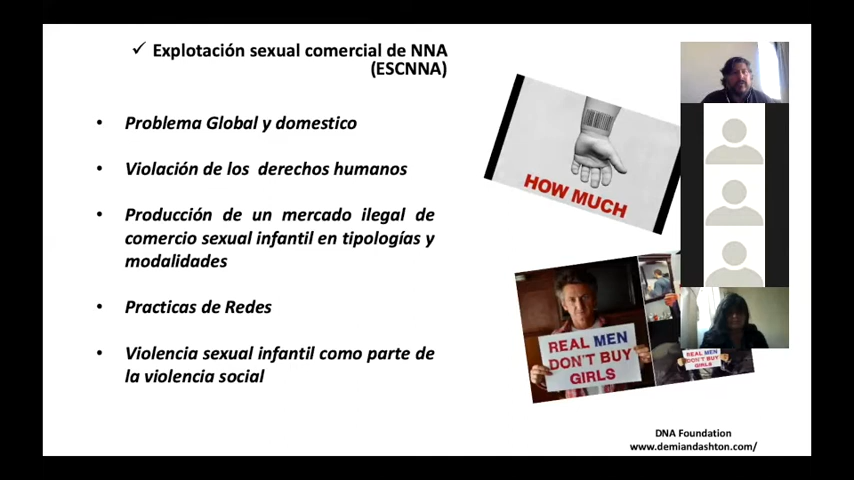 ✓ Explotación sexual comercial de NNA
(ESCNNA)
• Problema Global y domestico
• Violación de los derechos humanos
• Producción de un mercado ilegal de
comercio sexual infantil en tipologías y
modalidades
• Practicas de Redes
• Violencia sexual infantil como parte de
la violencia social
HOW MUCH
REAL MEN
DON'T BUY
GIRLS
REAL MEN
DON'T BUY
GIRLS
DNA Foundation
www.demiandashton.com/